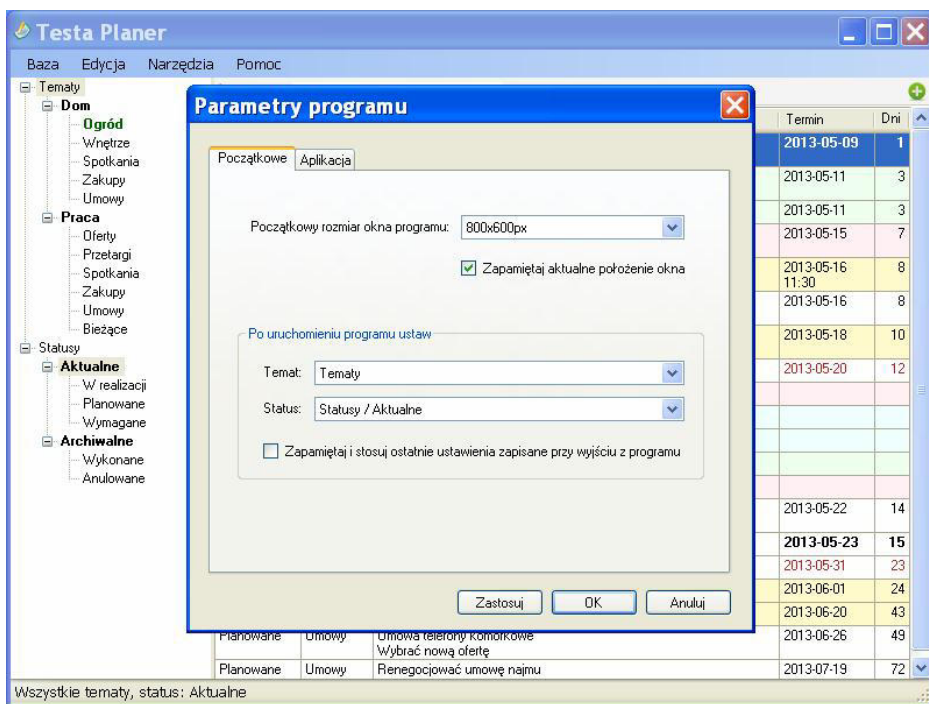 Testa Planer
Baza Edycja Narzędzia Pomoc
Tematy
Dom
Ogród
Wnętrze
Spotkania
Zakupy
Umowy
Praca
Oferty
Przetargi
Spotkania
Zakupy
Umowy
Bieżące
Statusy
Aktualne
W realizacji
Planowane
Wymagane
Archiwalne
Wykonane
Anulowane
Parametry programu
Początkowe Aplikacja
Początkowy rozmiar okna programu: 800x600px
Zapamiętaj aktualne położenie okna
Po uruchomieniu programu ustaw
Temat: Tematy
Status: Statusy / Aktualne
Zapamiętaj i stosuj ostatnie ustawienia zapisane przy wyjściu z programu
Zastosuj OK Anuluj
Termin Dni
2013-05-09 1
2013-05-11 3
2013-05-11 3
2013-05-15 7
2013-05-16 8
11:30
2013-05-16 8
2013-05-18 10
2013-05-20 12
2013-05-22 14
2013-05-23 15
2013-05-31 23
2013-06-01 24
2013-06-20 43
Planowane Umowy Umowa telefony komórkowe 2013-06-26 49
Wybrać nową ofertę
Planowane Umowy Renegocjować umowę najmu 2013-07-19 72
Wszystkie tematy, status: Aktualne